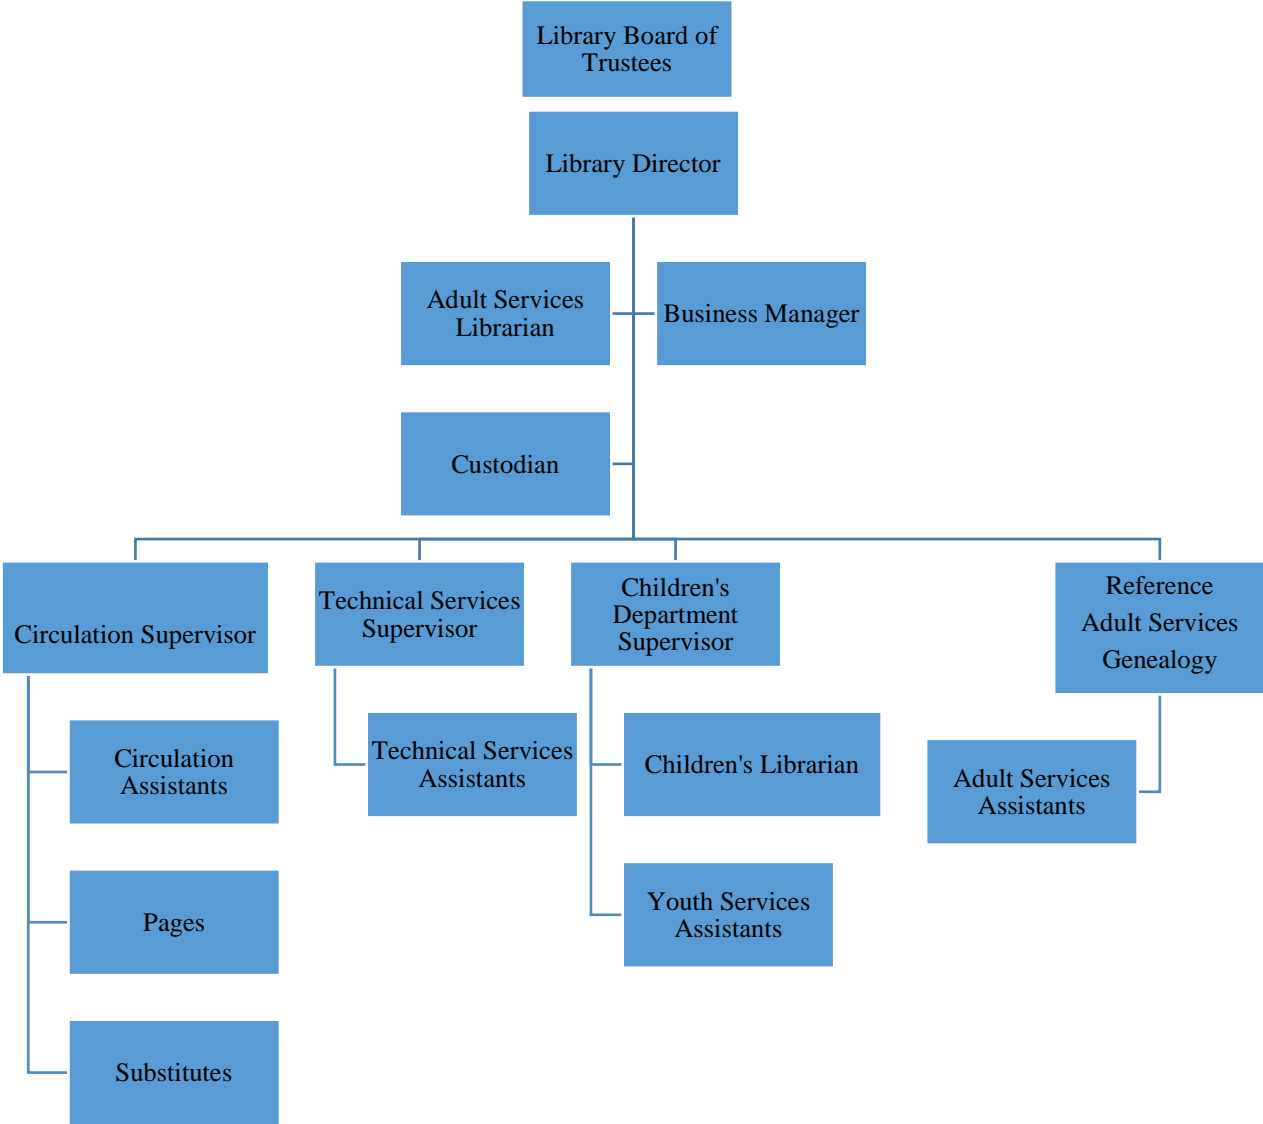 Library Board of
Trustees
Library Director
Adult Services
Librarian
Business Manager
Custodian
Circulation Supervisor
Technical Services
Supervisor
Children's
Department
Supervisor
Reference
Adult Services
Genealogy
Circulation
Assistants
Technical Services
Assistants
Children's Librarian
Adult Services
Assistants
Pages
Youth Services
Assistants
Substitutes